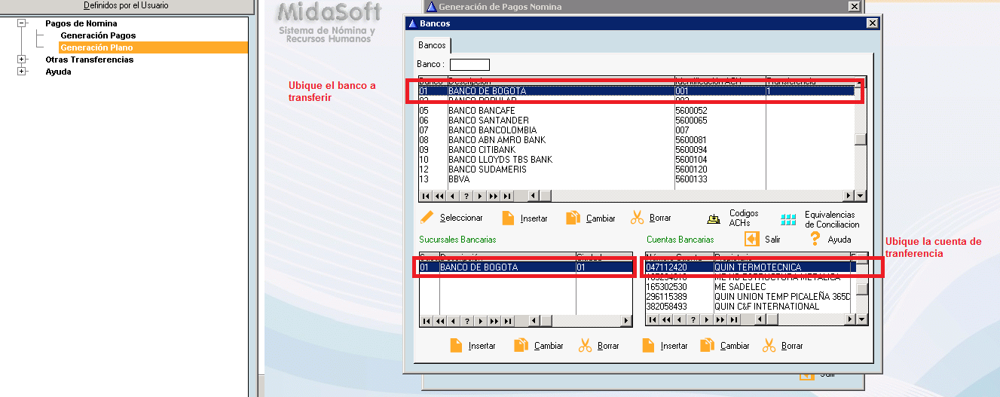 Definidos por el Usuario
Pagos de Nomina
Generación Pagos
Generación Plano
Otras Transferencias
Ayuda
MidaSoft
Sistema de Nómina y
Recursos Humanos
Generación de Pagos Nomina
Bancos
Bancos
Banco :
Ubique el banco a
transferir
Banco Descripción Identificación ACH Transferencia
01 BANCO DE BOGOTA 001 1
02 BANCO POPULAR 002
05 BANCO BANCAFE 5600052
06 BANCO SANTANDER 5600065
07 BANCO BANCOLOMBIA 007
08 BANCO ABN AMRO BANK 5600081
09 BANCO CITIBANK 5600094
10 BANCO LLOYDS TBS BANK 5600104
12 BANCO SUDAMERIS 5600120
13 BBVA 5600133
?
Seleccionar Insertar Cambiar Borrar Codigos
ACHs Equivalencias
de Conciliacion
Sucursales Bancarias
Cuentas Bancarias Salir Ayuda
Ubique la cuenta de
tranferencia
Descripción Ciudad
01 BANCO DE BOGOTA 01
?
Número Cuenta Propietario
047112420 QUIN TERMOTECNICA
ME HB ESTRUCTURA METALICA
165302530 ME SADELEC
296115389 QUIN UNION TEMP PICALEÑA 365D
382058493 QUIN C&F INTERNATIONAL
?
Insertar Cambiar Borrar Insertar Cambiar Borrar
Salir